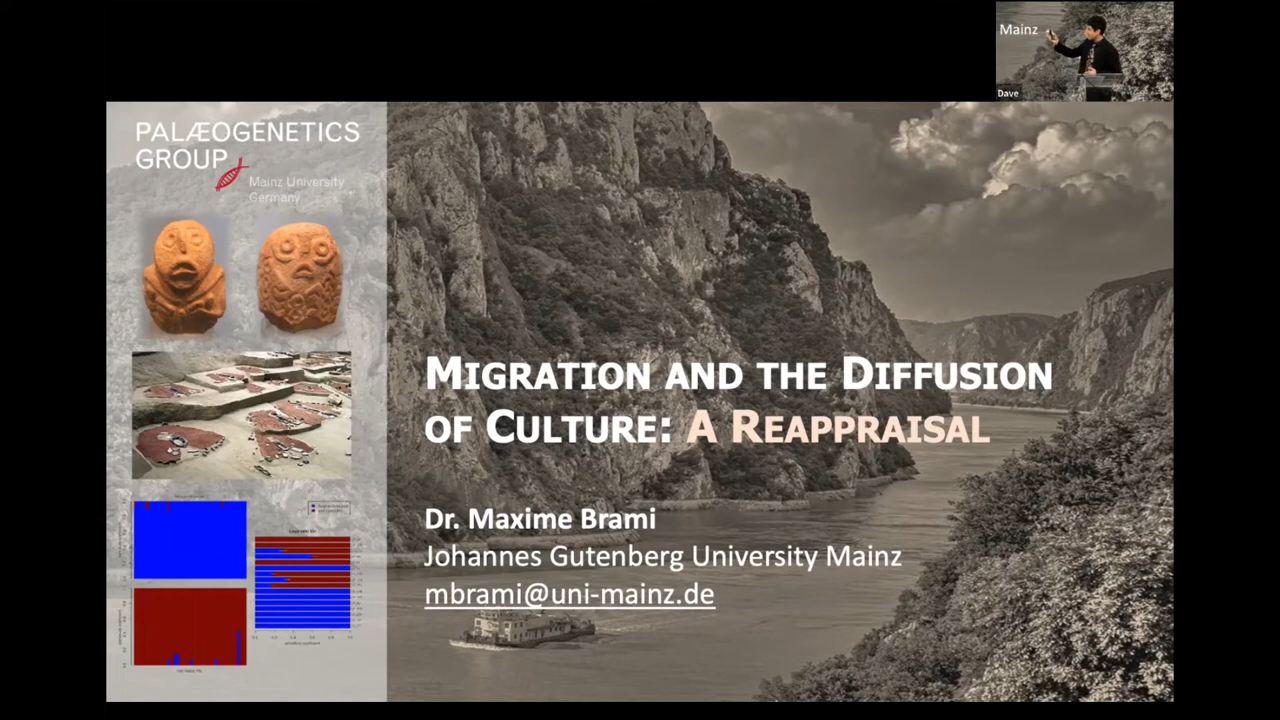 Mainz
Dave
PALÆOGENETICS
GROUP
Mainz University
Germany
MIGRATION AND THE DIFFUSION
OF CULTURE: A REAPPRAISAL
Dr. Maxime Brami
Johannes Gutenberg University Mainz
mbrami@uni-mainz.de